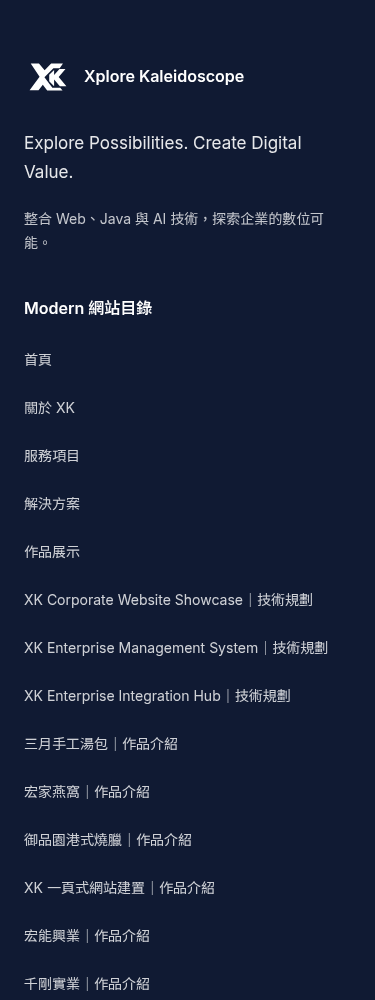 XK
Xplore Kaleidoscope
Explore Possibilities. Create Digital
Value.
整合 Web、Java 與 AI 技術，探索企業的數位可
能。
Modern 網站目錄
首頁
關於 XK
服務項目
解決方案
作品展示
XK Corporate Website Showcase｜技術規劃
XK Enterprise Management System｜技術規劃
XK Enterprise Integration Hub｜技術規劃
三月手工湯包｜作品介紹
宏家燕窩｜作品介紹
御品園港式燒臘｜作品介紹
XK 一頁式網站建置｜作品介紹
宏能興業｜作品介紹
千剛實業｜作品介紹